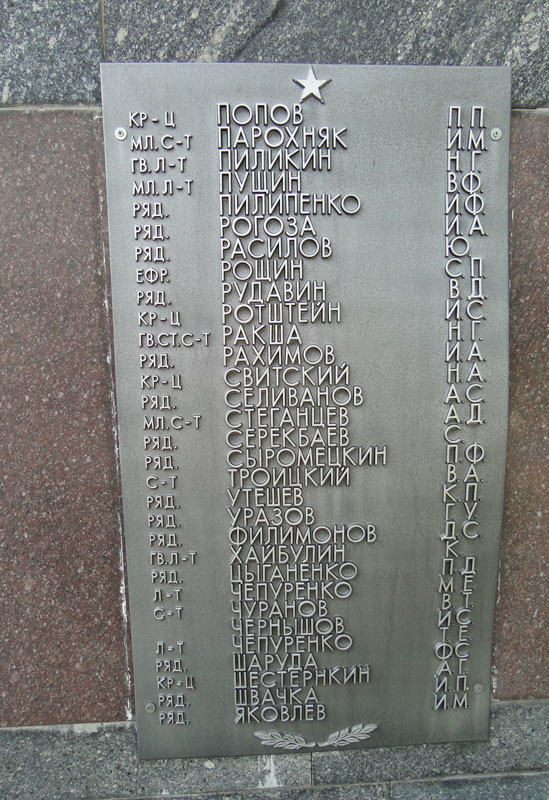 КР-Ц ПОПОВ П. П.
МЛ.С-Т ПАРОХНЯК И. М.
ГВ.Л-Т ПИЛИКИН Н. Г.
МЛ.Л-Т ПУЩИН В. Ф.
РЯД. ПИЛИПЕНКО И. Ф.
РЯД. РОГОЗА И. А.
РЯД. РАСИЛОВ Ю.
ЕФР. РОЩИН С. П.
РЯД. РУДАВИН В. Д.
КР-Ц РОТШТЕЙН И. С.
ГВ.СТ.С-Т РАКША Н. Г.
РЯД. РАХИМОВ И. А.
КР-Ц СВИТСКИЙ Н. А.
РЯД. СЕЛИВАНОВ А. С.
МЛ.С-Т СТЕГАНЦЕВ А. Д.
РЯД. СЕРЕКБАЕВ С.
РЯД. СЫРОМЕЦКИН П. Ф.
С-Т ТРОИЦКИЙ В. А.
РЯД. УТЕШЕВ К. П.
РЯД. УРАЗОВ Г. У.
РЯД. ФИЛИМОНОВ Д. С.
ГВ.Л-Т ХАЙБУЛИН К.
РЯД. ЦЫГАНЕНКО П. Д.
Л-Т ЧЕПУРЕНКО М. Е.
С-Т ЧУРАНОВ В. Т.
ЧЕРНЫШОВ И. С.
Л-Т ЧЕПУРЕНКО Т. Е.
РЯД. ШАРУДА Ф. С.
КР-Ц ШЕСТЕРНКИН А. Г.
РЯД. ШВАЧКА И. П.
РЯД. ЯКОВЛЕВ И. М.